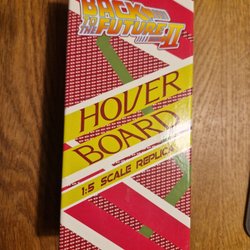 BACK
TO THE
FUTURE II
HOVER
BOARD
1:5 SCALE REPLICA